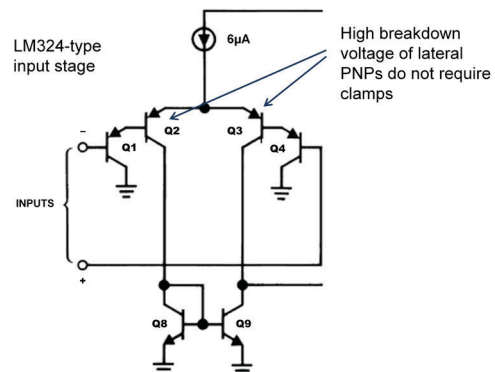 LM324-type
input stage
6µA
High breakdown
voltage of lateral
PNPs do not require
clamps
–
Q1
Q2
Q3
Q4
INPUTS
+
Q8
Q9